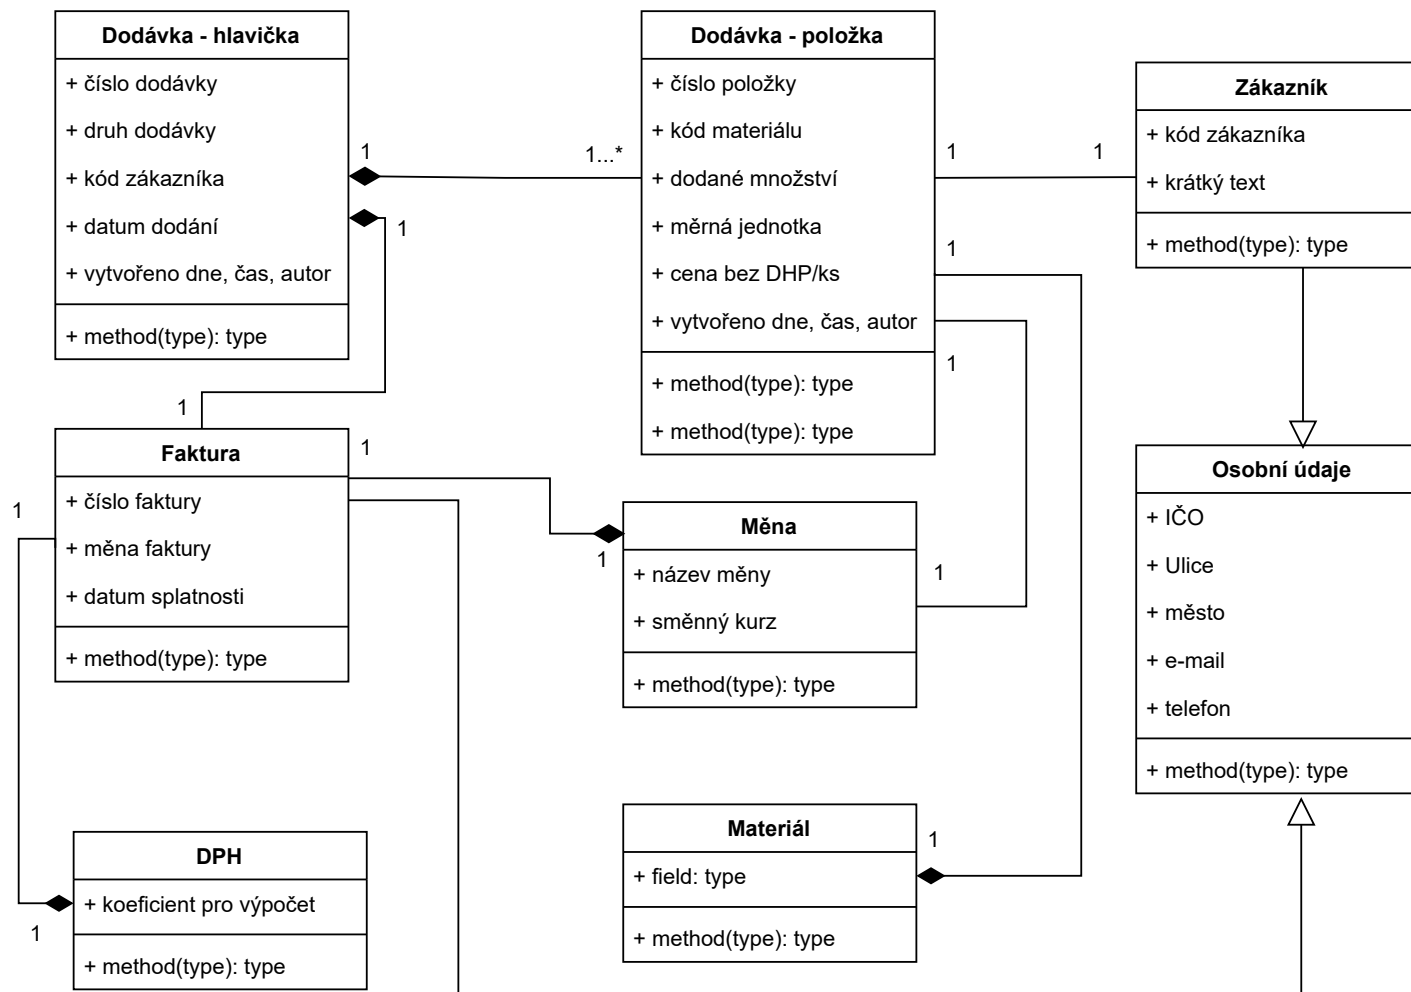 Dodávka - hlavička
+ číslo dodávky
+ druh dodávky
+ kód zákazníka
+ datum dodání
+ vytvořeno dne, čas, autor
+ method(type): type
1
1...*
1
1
Dodávka - položka
+ číslo položky
+ kód materiálu
+ dodané množství
+ měrná jednotka
+ cena bez DHP/ks
+ vytvořeno dne, čas, autor
+ method(type): type
+ method(type): type
1
1
1
1
Zákazník
+ kód zákazníka
+ krátký text
+ method(type): type
Faktura
+ číslo faktury
+ měna faktury
+ datum splatnosti
+ method(type): type
1
1
1
Měna
+ název měny
+ směnný kurz
+ method(type): type
1
Osobní údaje
+ IČO
+ Ulice
+ město
+ e-mail
+ telefon
+ method(type): type
DPH
+ koeficient pro výpočet
+ method(type): type
1
Materiál
+ field: type
+ method(type): type
1